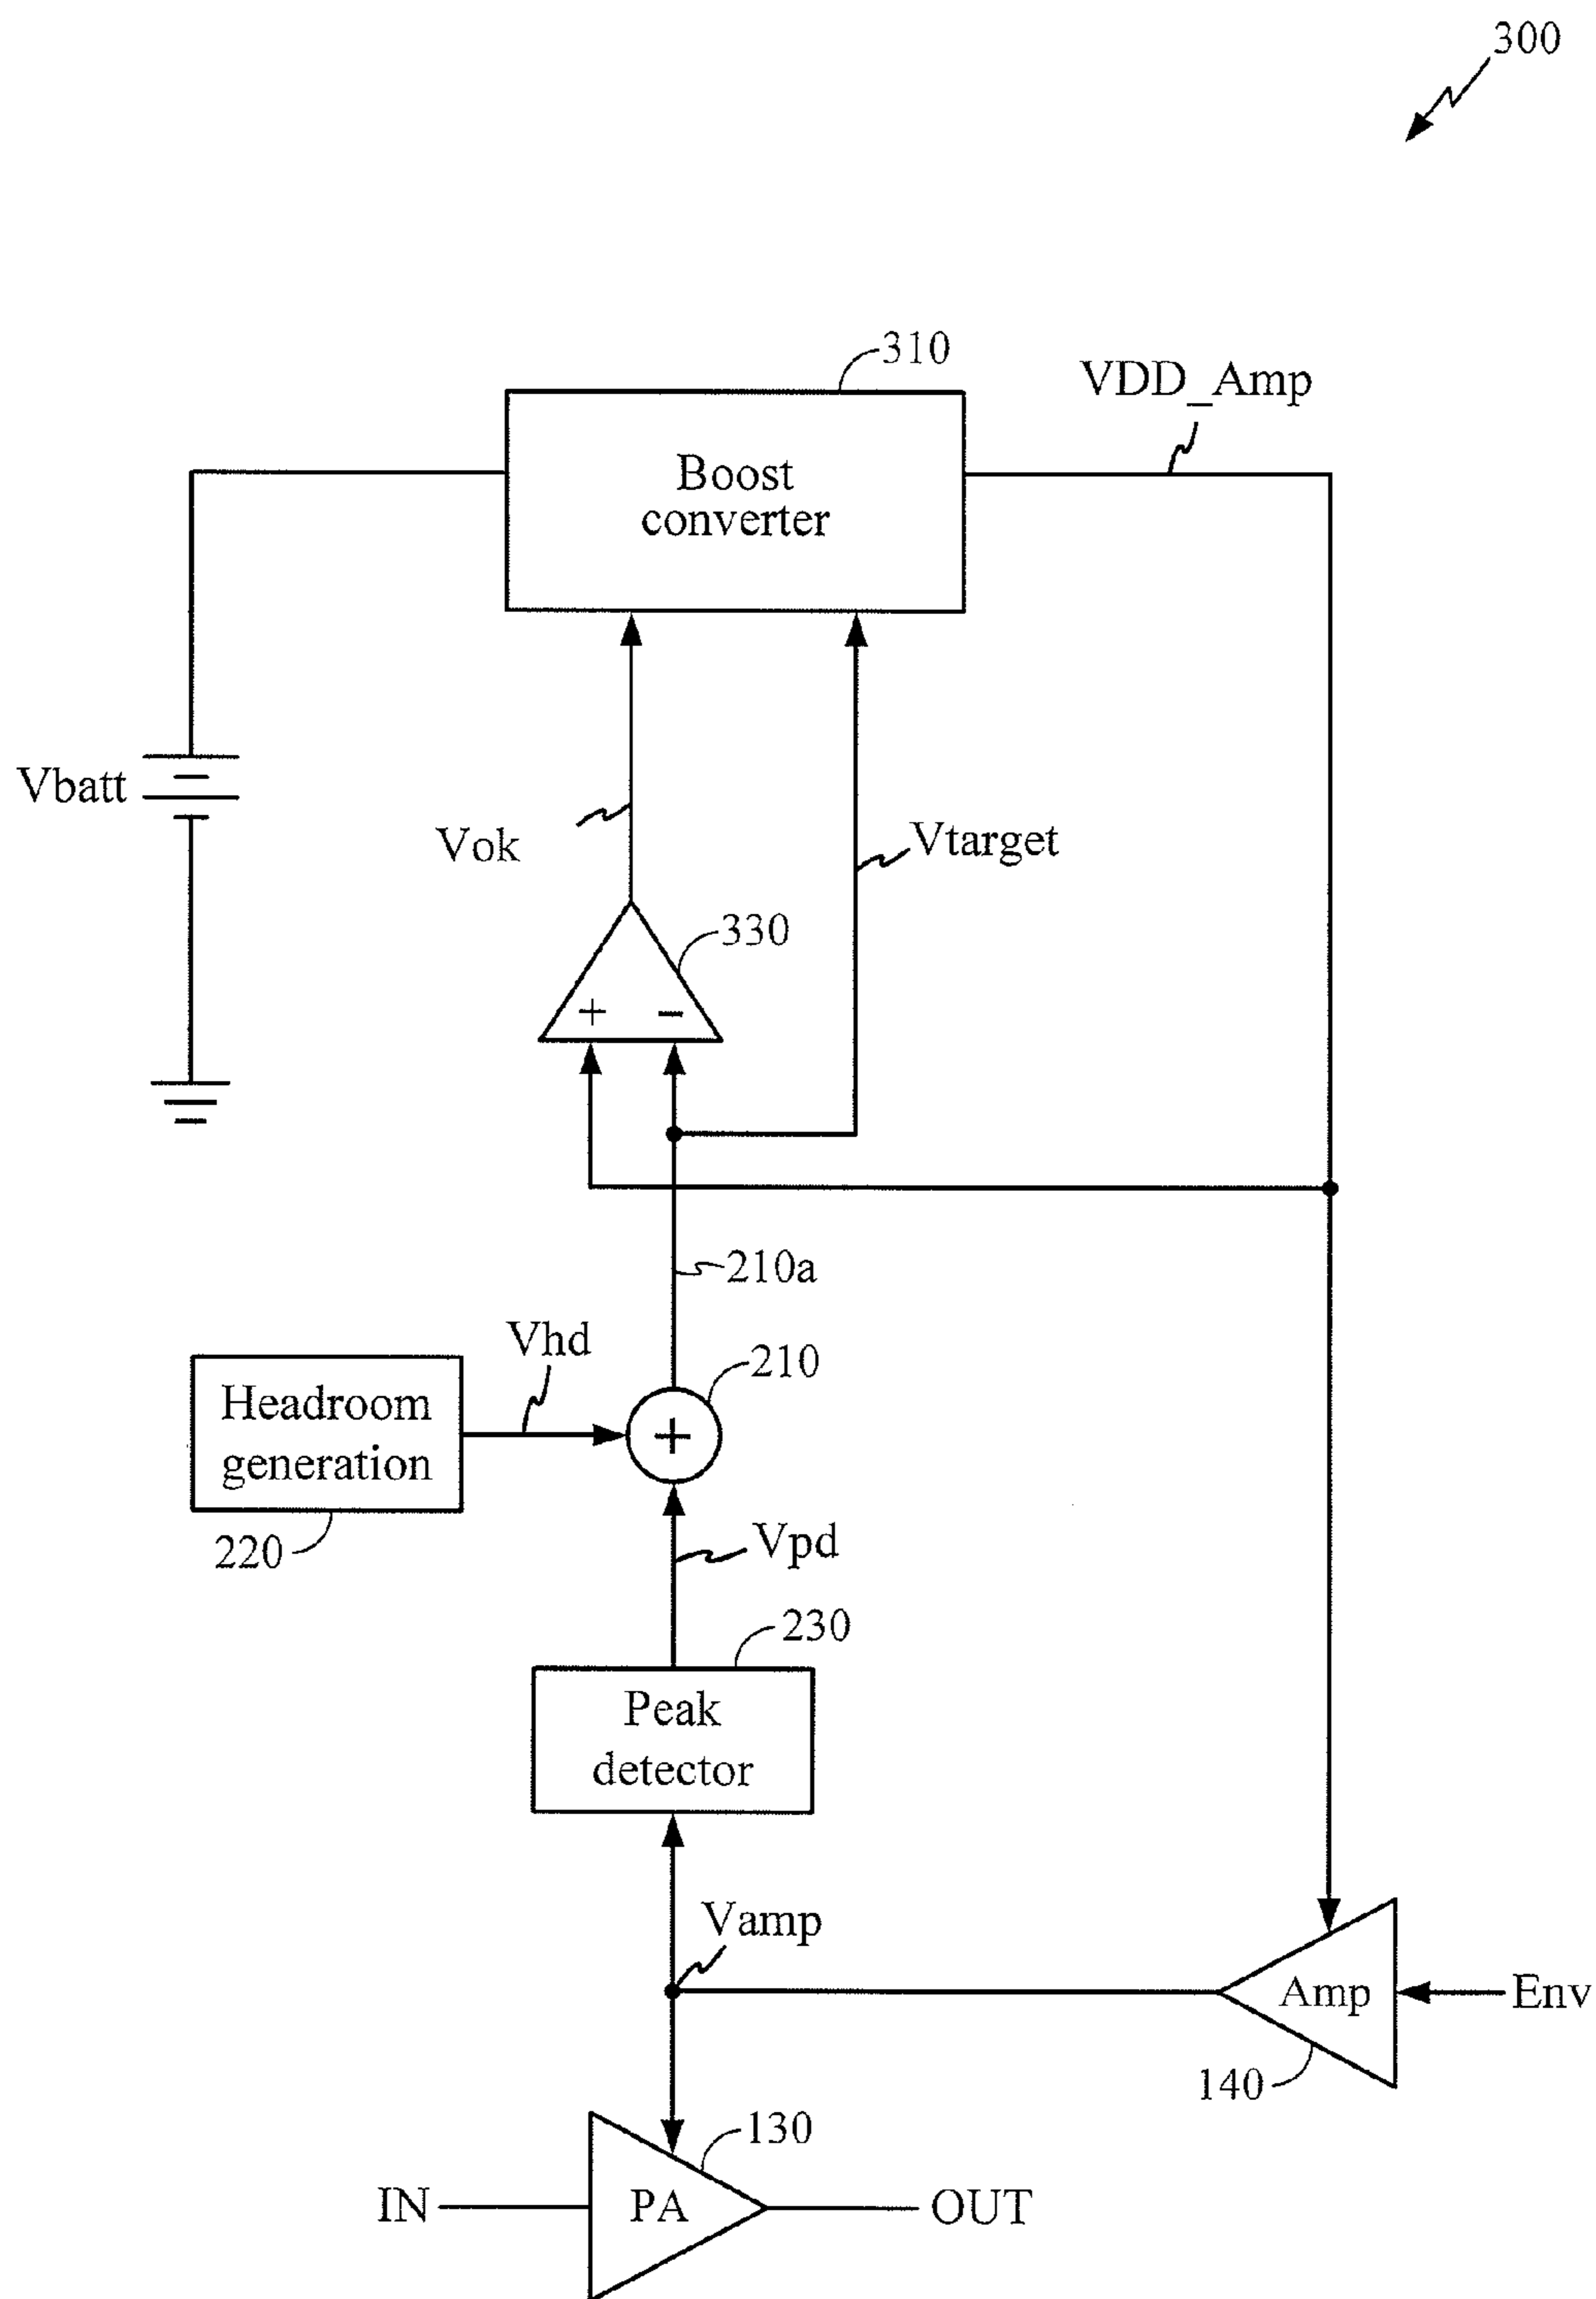 300
310
VDD_Amp
Boost
converter
Vbatt
Vok
Vtarget
330
+ −
210a
Vhd
210
Headroom
generation
+
220
Vpd
230
Peak
detector
Vamp
Amp
Env
140
130
IN
PA
OUT